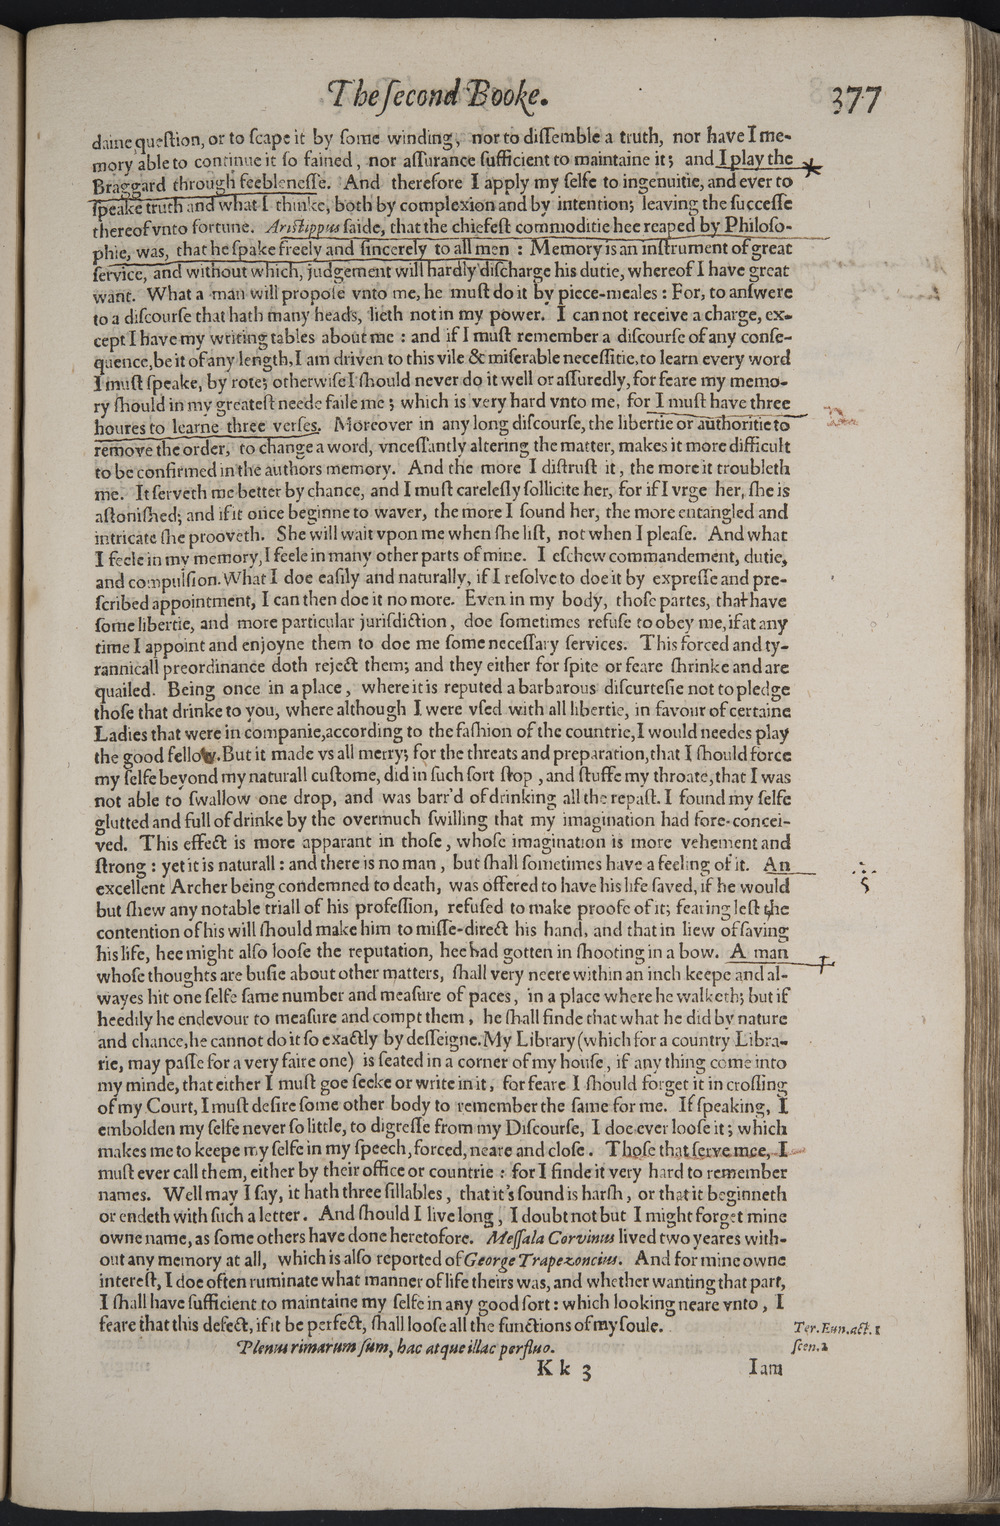 The ſecond Booke. 377
daine queſtion, or to ſcape it by ſome winding, nor to diſſemble a truth, nor have I me-
mory able to continue it ſo fained, nor aſſurance ſufficient to maintaine it; and I play the
Braggard through feebleneſſe. And therefore I apply my ſelfe to ingenuitie, and ever to
ſpeake truth and what I thinke, both by complexion and by intention; leaving the ſucceſſe
thereof vnto fortune. Ariſtippus ſaide, that the chiefeſt commoditie hee reaped by Philoſo-
phie, was, that he ſpake freely and ſincerely to all men : Memory is an inſtrument of great
ſervice, and without which, judgement will hardly diſcharge his dutie, whereof I have great
want. What a man will propoſe vnto me, he muſt do it by piece-meales : For, to anſwere
to a diſcourſe that hath many heads, lieth not in my power. I can not receive a charge, ex-
cept I have my writing tables about me : and if I muſt remember a diſcourſe of any conſe-
quence, be it of any length, I am driven to this vile & miſerable neceſſitie, to learn every word
I muſt ſpeake, by rote; otherwiſe I ſhould never do it well or aſſuredly, for feare my memo-
ry ſhould in my greateſt neede faile me; which is very hard vnto me, for I muſt have three
houres to learne three verſes. Moreover in any long diſcourſe, the libertie or authoritie to
remove the order, to change a word, vnceſſantly altering the matter, makes it more difficult
to be confirmed in the authors memory. And the more I diſtruſt it, the more it troubleth
me. It ſerveth me better by chance, and I muſt careleſly ſollicite her, for if I vrge her, ſhe is
aſtoniſhed; and if it once beginne to waver, the more I ſound her, the more entangled and
intricate ſhe prooveth. She will wait vpon me when ſhe liſt, not when I pleaſe. And what
I feele in my memory, I feele in many other parts of mine. I eſchew commandement, dutie,
and compulſion. What I doe eaſily and naturally, if I reſolve to doe it by expreſſe and pre-
ſcribed appointment, I can then doe it no more. Even in my body, thoſe partes, that have
ſome libertie, and more particular juriſdiction, doe ſometimes refuſe to obey me, if at any
time I appoint and enjoyne them to doe me ſome neceſſary ſervices. This forced and ty-
rannicall preordinance doth reject them; and they either for ſpite or feare ſhrinke and are
quailed. Being once in a place, where it is reputed a barbarous diſcurteſie not to pledge
thoſe that drinke to you, where although I were vſed with all libertie, in favour of certaine
Ladies that were in companie, according to the faſhion of the countrie, I would needes play
the good fellow. But it made vs all merry; for the threats and preparation, that I ſhould force
my ſelfe beyond my naturall cuſtome, did in ſuch ſort ſtop, and ſtuffe my throate, that I was
not able to ſwallow one drop, and was barr'd of drinking all the repaſt. I found my ſelfe
glutted and full of drinke by the overmuch ſwilling that my imagination had fore-concei-
ved. This effect is more apparant in thoſe, whoſe imagination is more vehement and
ſtrong : yet it is naturall : and there is no man, but ſhall ſometimes have a feeling of it. An
excellent Archer being condemned to death, was offered to have his life ſaved, if he would
but ſhew any notable triall of his profeſſion, refuſed to make proofe of it; fearing leſt the
contention of his will ſhould make him to miſſe-direct his hand, and that in liew of ſaving
his life, hee might alſo looſe the reputation, hee had gotten in ſhooting in a bow. A man
whoſe thoughts are buſie about other matters, ſhall very neere within an inch keepe and al-
wayes hit one ſelfe ſame number and meaſure of paces, in a place where he walketh; but if
heedily he endevour to meaſure and compt them, he ſhall finde that what he did by nature
and chance, he cannot do it ſo exactly by deſſeigne. My Library (which for a country Libra-
rie, may paſſe for a very faire one) is ſeated in a corner of my houſe, if any thing come into
my minde, that either I muſt goe ſeeke or write in it, for feare I ſhould forget it in croſſing
of my Court, I muſt deſire ſome other body to remember the ſame for me. If ſpeaking, I
embolden my ſelfe never ſo little, to digreſſe from my Diſcourſe, I doe ever looſe it; which
makes me to keepe my ſelfe in my ſpeech, forced, neare and cloſe. Thoſe that ſerve mee, I
muſt ever call them, either by their office or countrie : for I finde it very hard to remember
names. Well may I ſay, it hath three ſillables, that it's ſound is harſh, or that it beginneth
or endeth with ſuch a letter. And ſhould I live long, I doubt not but I might forget mine
owne name, as ſome others have done heretofore. Meſſala Corvinus lived two yeares with-
out any memory at all, which is alſo reported of George Trapezoncius. And for mine owne
intereſt, I doe often ruminate what manner of life theirs was, and whether wanting that part,
I ſhall have ſufficient to maintaine my ſelfe in any good ſort : which looking neare vnto, I
feare that this defect, if it be perfect, ſhall looſe all the functions of my ſoule.
Ter. Eun. act. 1
ſcen. 2
Plenus rimarum ſum, hac atque illac perfluo.
Kk 3 I am